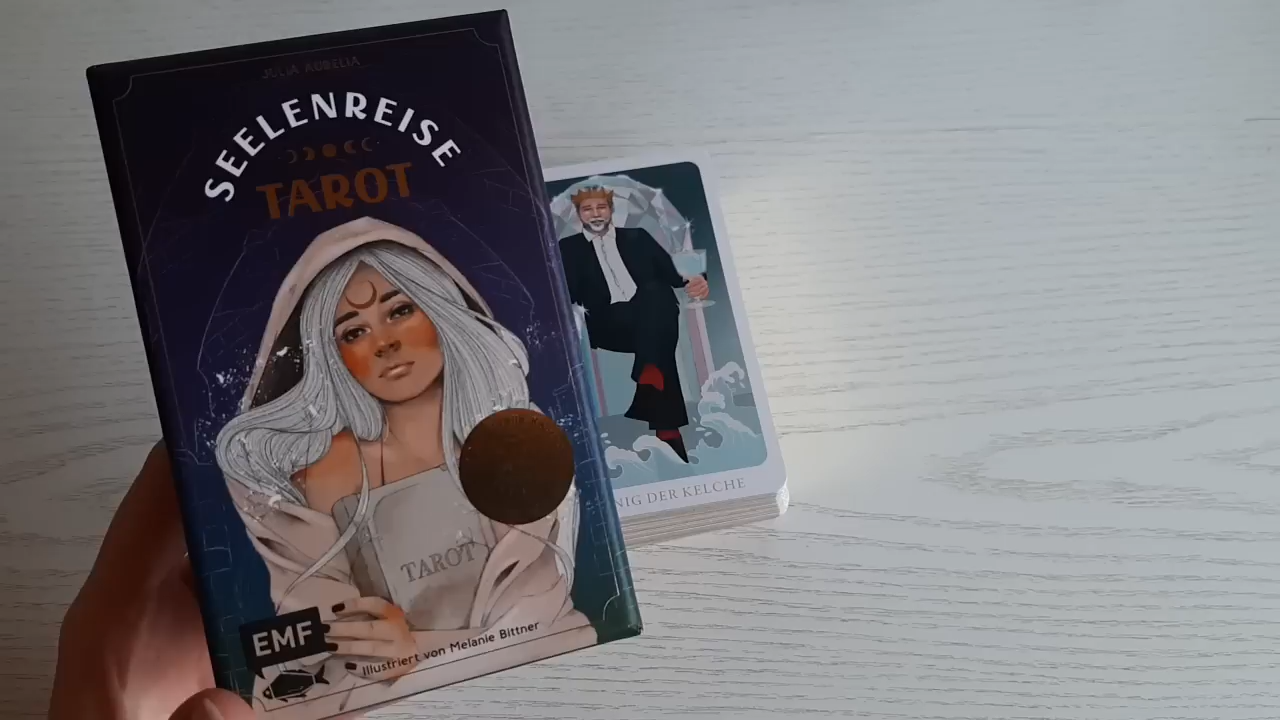 JULIA AURELIA
SEELENREISE
TAROT
TAROT
EMF
Illustriert von Melanie Bittner
NIG DER KELCHE